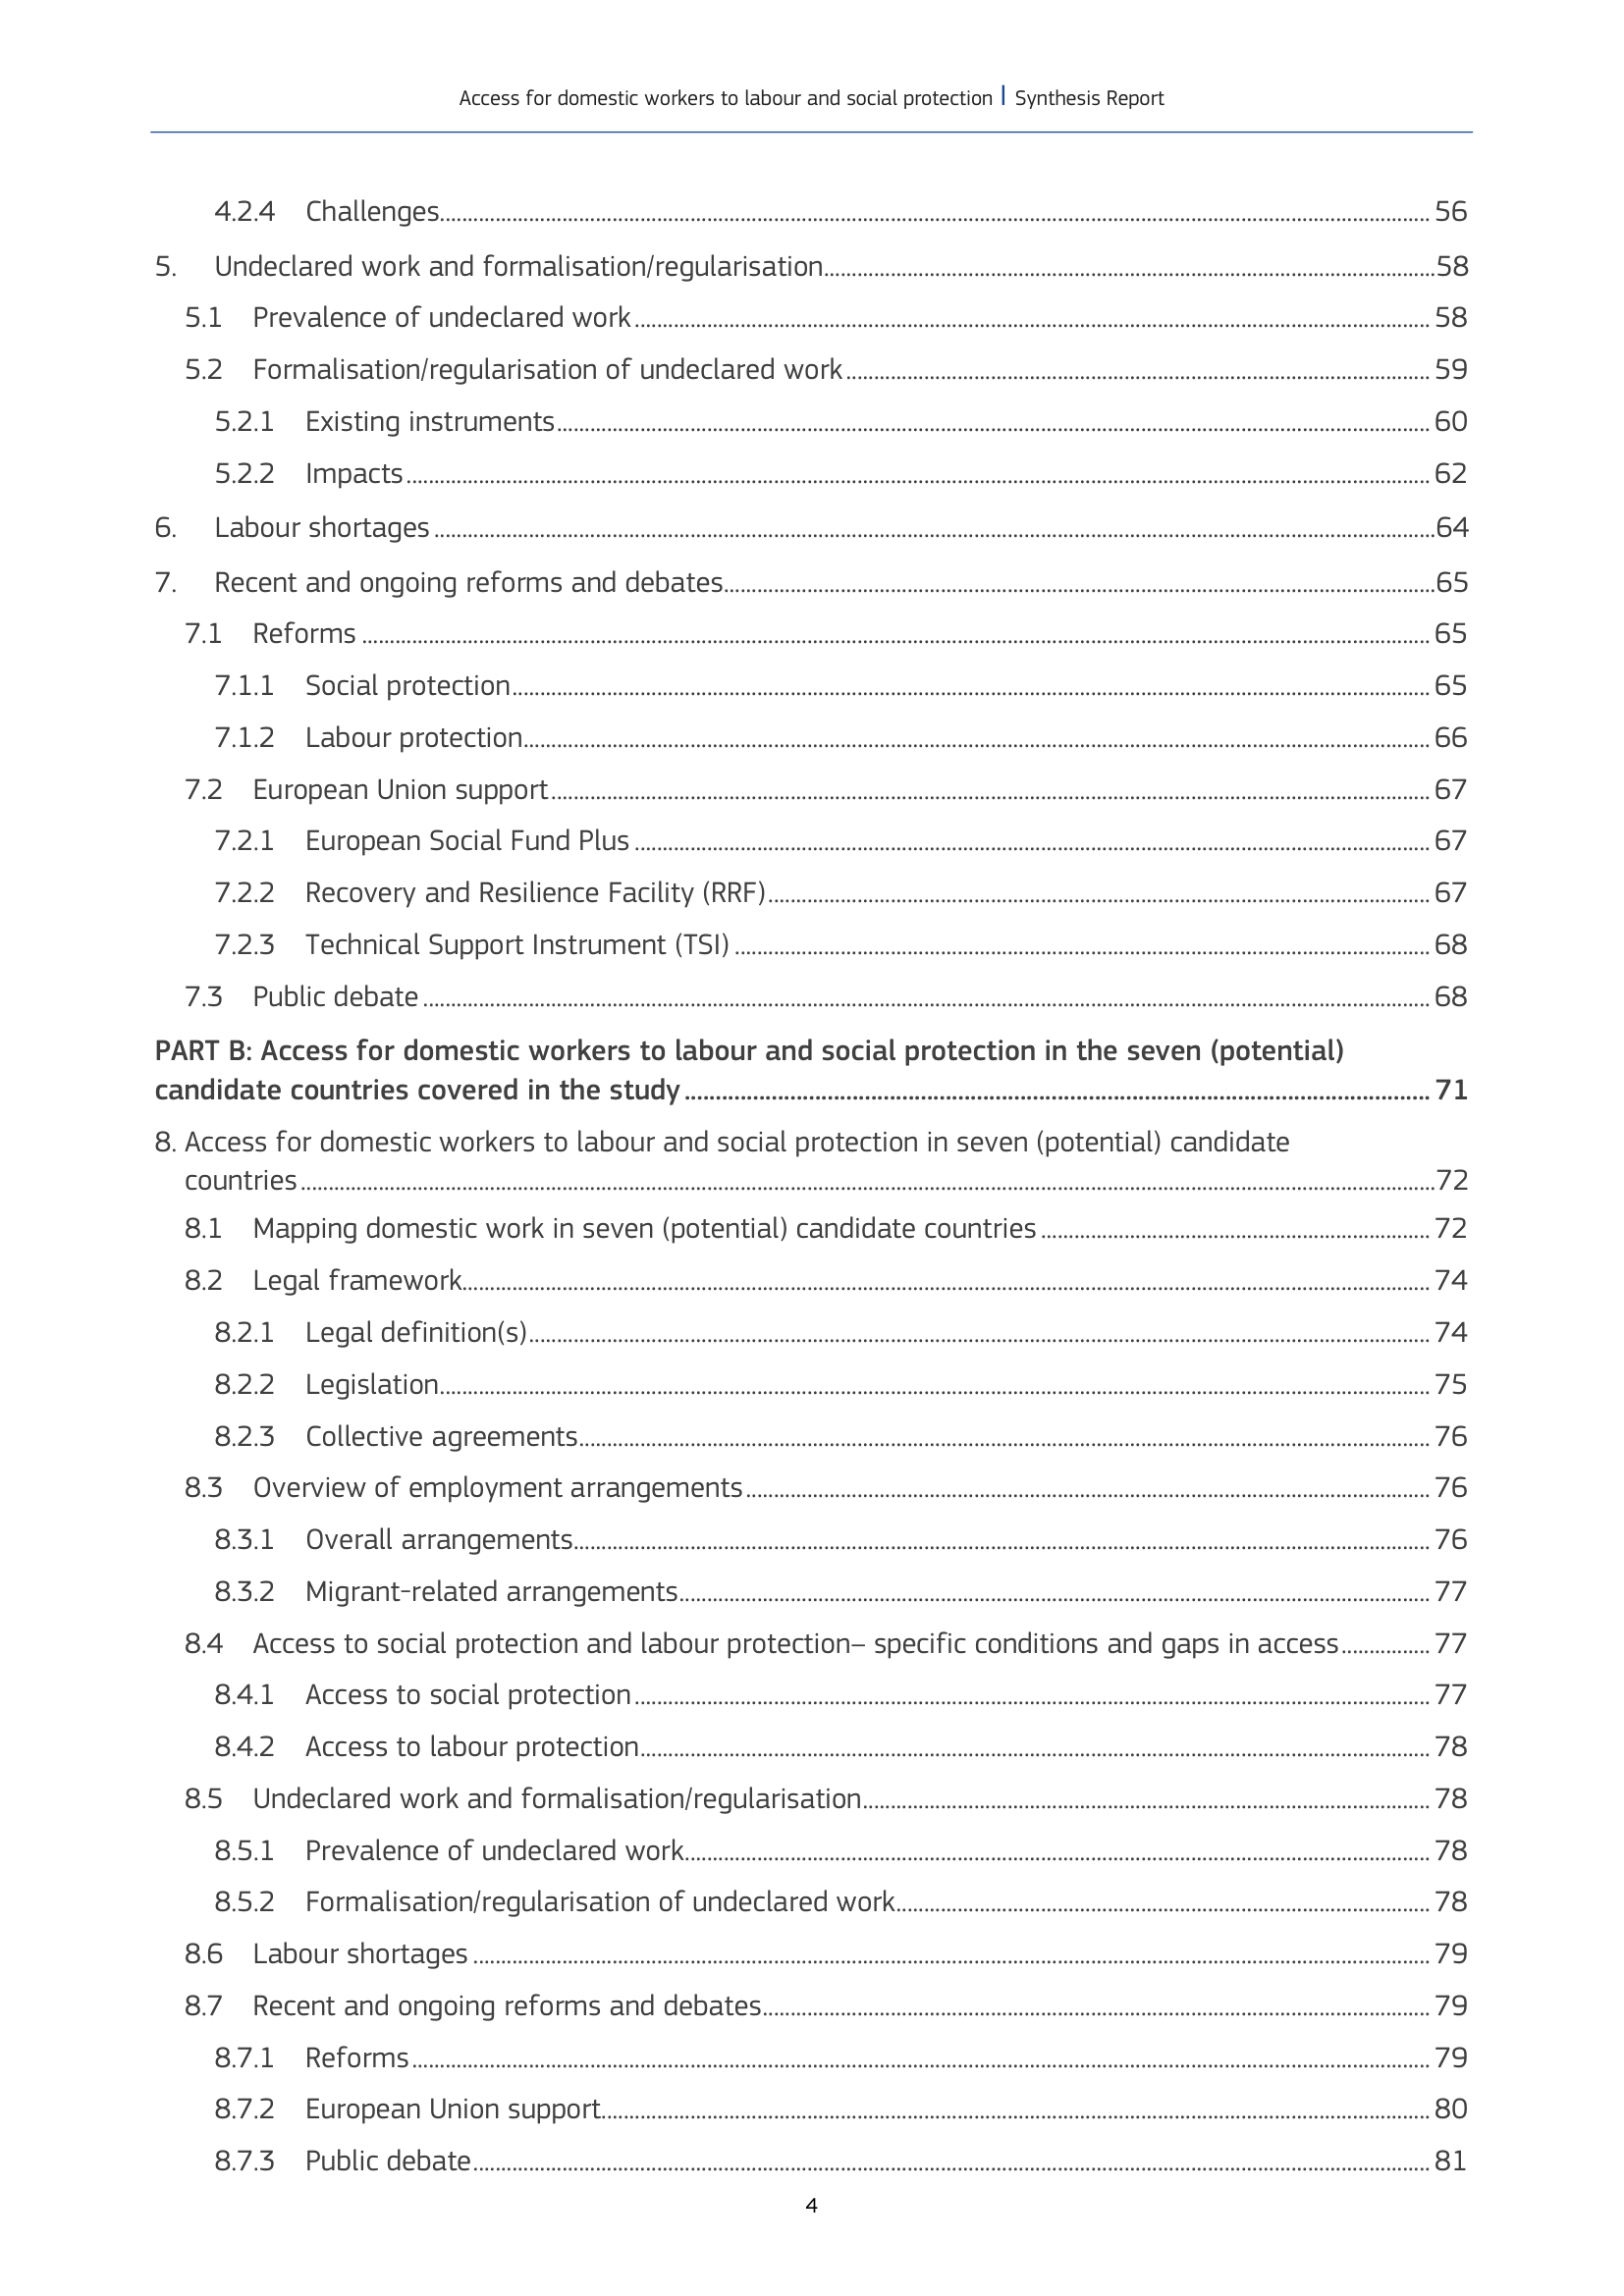 Access for domestic workers to labour and social protection | Synthesis Report
4.2.4 Challenges 56
5. Undeclared work and formalisation/regularisation 58
5.1 Prevalence of undeclared work 58
5.2 Formalisation/regularisation of undeclared work 59
5.2.1 Existing instruments 60
5.2.2 Impacts 62
6. Labour shortages 64
7. Recent and ongoing reforms and debates 65
7.1 Reforms 65
7.1.1 Social protection 65
7.1.2 Labour protection 66
7.2 European Union support 67
7.2.1 European Social Fund Plus 67
7.2.2 Recovery and Resilience Facility (RRF) 67
7.2.3 Technical Support Instrument (TSI) 68
7.3 Public debate 68
PART B: Access for domestic workers to labour and social protection in the seven (potential)
candidate countries covered in the study 71
8. Access for domestic workers to labour and social protection in seven (potential) candidate
countries 72
8.1 Mapping domestic work in seven (potential) candidate countries 72
8.2 Legal framework 74
8.2.1 Legal definition(s) 74
8.2.2 Legislation 75
8.2.3 Collective agreements 76
8.3 Overview of employment arrangements 76
8.3.1 Overall arrangements 76
8.3.2 Migrant-related arrangements 77
8.4 Access to social protection and labour protection– specific conditions and gaps in access 77
8.4.1 Access to social protection 77
8.4.2 Access to labour protection 78
8.5 Undeclared work and formalisation/regularisation 78
8.5.1 Prevalence of undeclared work 78
8.5.2 Formalisation/regularisation of undeclared work 78
8.6 Labour shortages 79
8.7 Recent and ongoing reforms and debates 79
8.7.1 Reforms 79
8.7.2 European Union support 80
8.7.3 Public debate 81
4